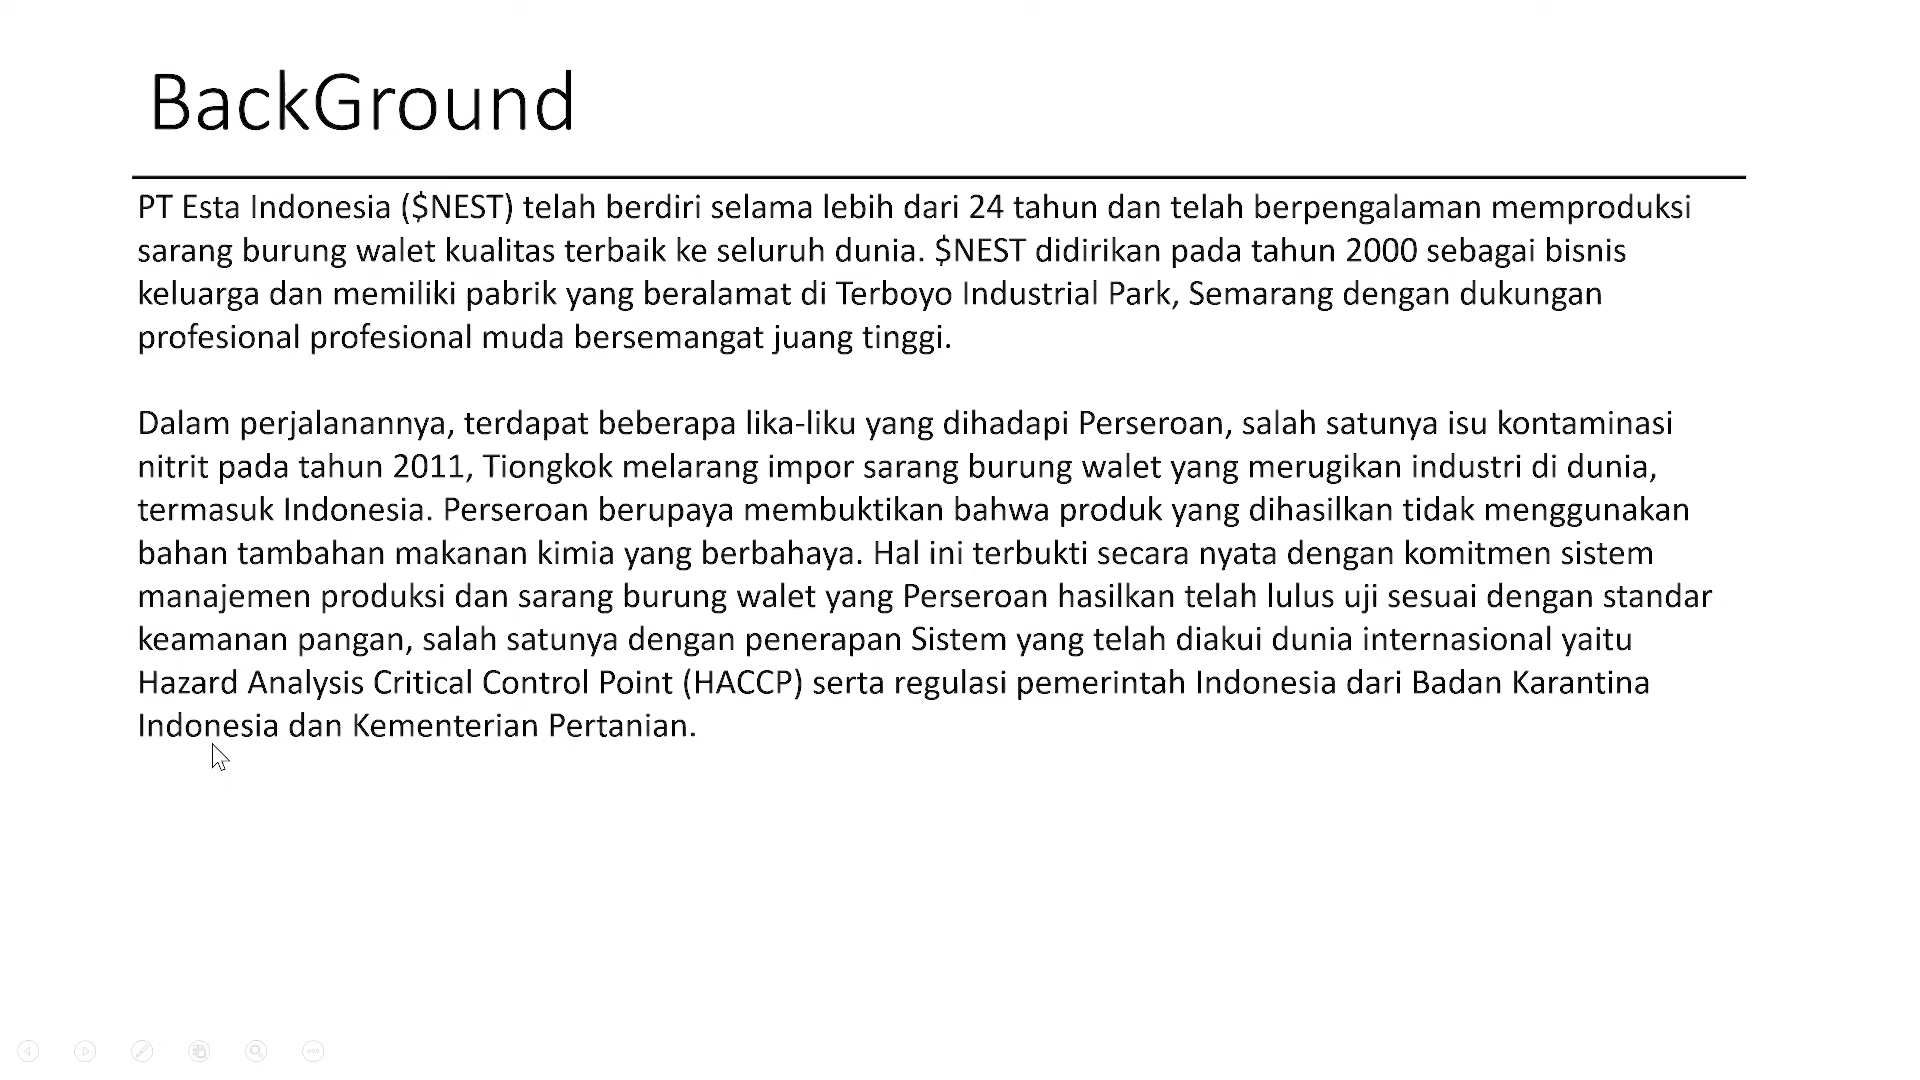 BackGround
PT Esta Indonesia ($NEST) telah berdiri selama lebih dari 24 tahun dan telah berpengalaman memproduksi
sarang burung walet kualitas terbaik ke seluruh dunia. $NEST didirikan pada tahun 2000 sebagai bisnis
keluarga dan memiliki pabrik yang beralamat di Terboyo Industrial Park, Semarang dengan dukungan
profesional profesional muda bersemangat juang tinggi.
Dalam perjalanannya, terdapat beberapa lika-liku yang dihadapi Perseroan, salah satunya isu kontaminasi
nitrit pada tahun 2011, Tiongkok melarang impor sarang burung walet yang merugikan industri di dunia,
termasuk Indonesia. Perseroan berupaya membuktikan bahwa produk yang dihasilkan tidak menggunakan
bahan tambahan makanan kimia yang berbahaya. Hal ini terbukti secara nyata dengan komitmen sistem
manajemen produksi dan sarang burung walet yang Perseroan hasilkan telah lulus uji sesuai dengan standar
keamanan pangan, salah satunya dengan penerapan Sistem yang telah diakui dunia internasional yaitu
Hazard Analysis Critical Control Point (HACCP) serta regulasi pemerintah Indonesia dari Badan Karantina
Indonesia dan Kementerian Pertanian.